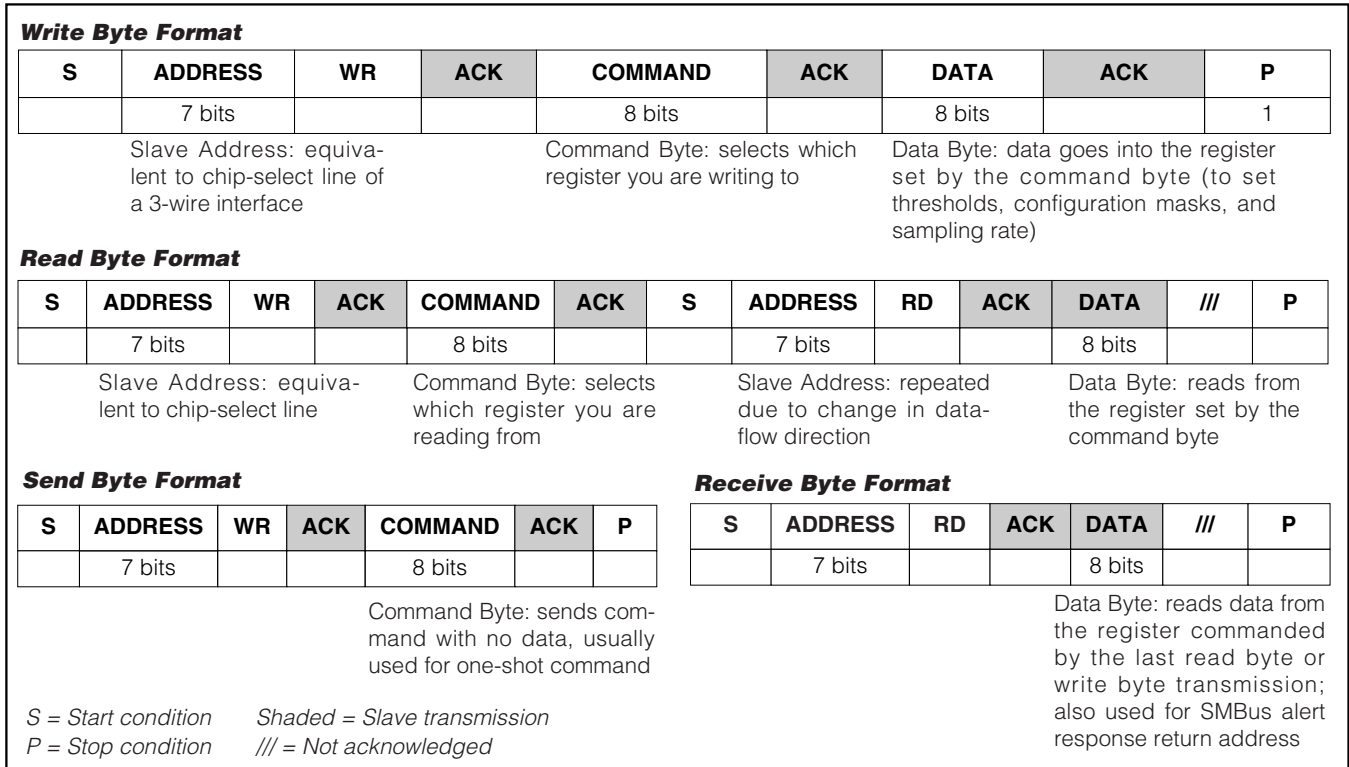 Write Byte Format
S ADDRESS WR ACK COMMAND ACK DATA ACK P
7 bits 8 bits 8 bits 1
Slave Address: equiva-
lent to chip-select line of
a 3-wire interface
Command Byte: selects which
register you are writing to
Data Byte: data goes into the register
set by the command byte (to set
thresholds, configuration masks, and
sampling rate)
Read Byte Format
S ADDRESS WR ACK COMMAND ACK S ADDRESS RD ACK DATA /// P
7 bits 8 bits 7 bits 8 bits
Slave Address: equiva-
lent to chip-select line
Command Byte: selects
which register you are
reading from
Slave Address: repeated
due to change in data-
flow direction
Data Byte: reads from
the register set by the
command byte
Send Byte Format
S ADDRESS WR ACK COMMAND ACK P
7 bits 8 bits
Command Byte: sends com-
mand with no data, usually
used for one-shot command
Receive Byte Format
S ADDRESS RD ACK DATA /// P
7 bits 8 bits
Data Byte: reads data from
the register commanded
by the last read byte or
write byte transmission;
also used for SMBus alert
response return address
S = Start condition Shaded = Slave transmission
P = Stop condition /// = Not acknowledged